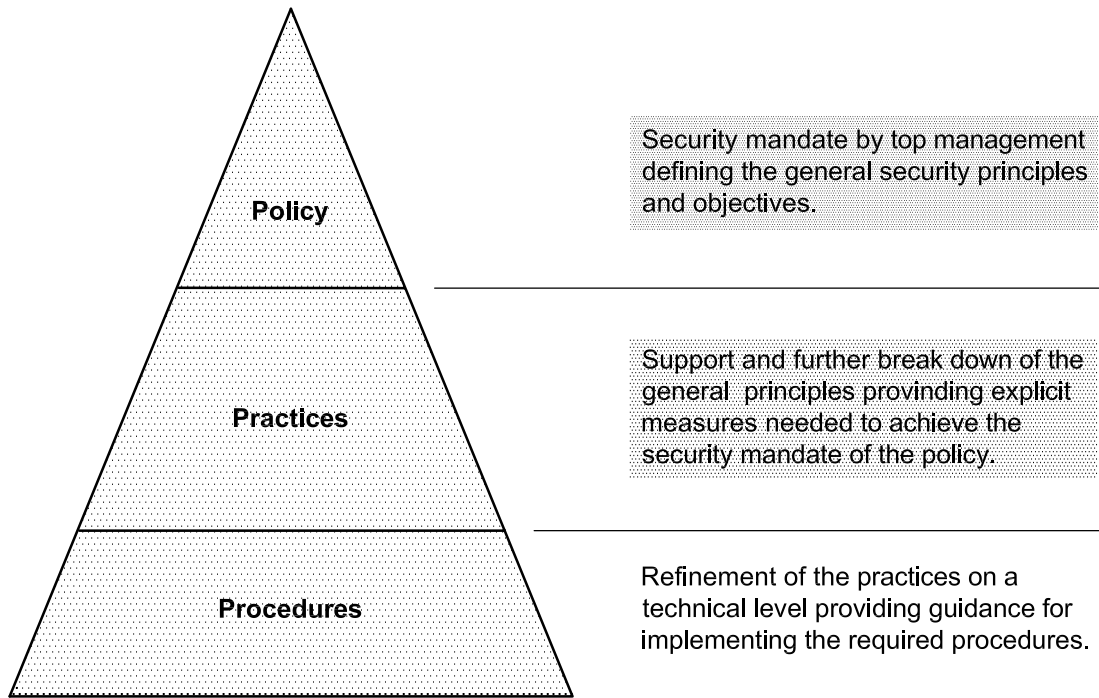 Policy
Security mandate by top management
defining the general security principles
and objectives.
Practices
Support and further break down of the
general principles provinding explicit
measures needed to achieve the
security mandate of the policy.
Procedures
Refinement of the practices on a
technical level providing guidance for
implementing the required procedures.